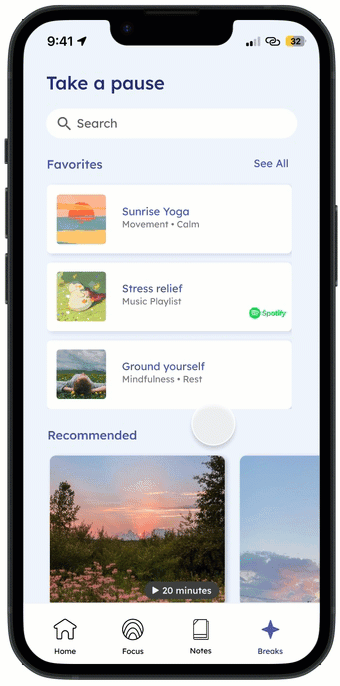 9:41
32
Take a pause
Search
Favorites
See All
Sunrise Yoga
Movement • Calm
Stress relief
Music Playlist
Spotify
Ground yourself
Mindfulness • Rest
Recommended
20 minutes
Home
Focus
Notes
Breaks